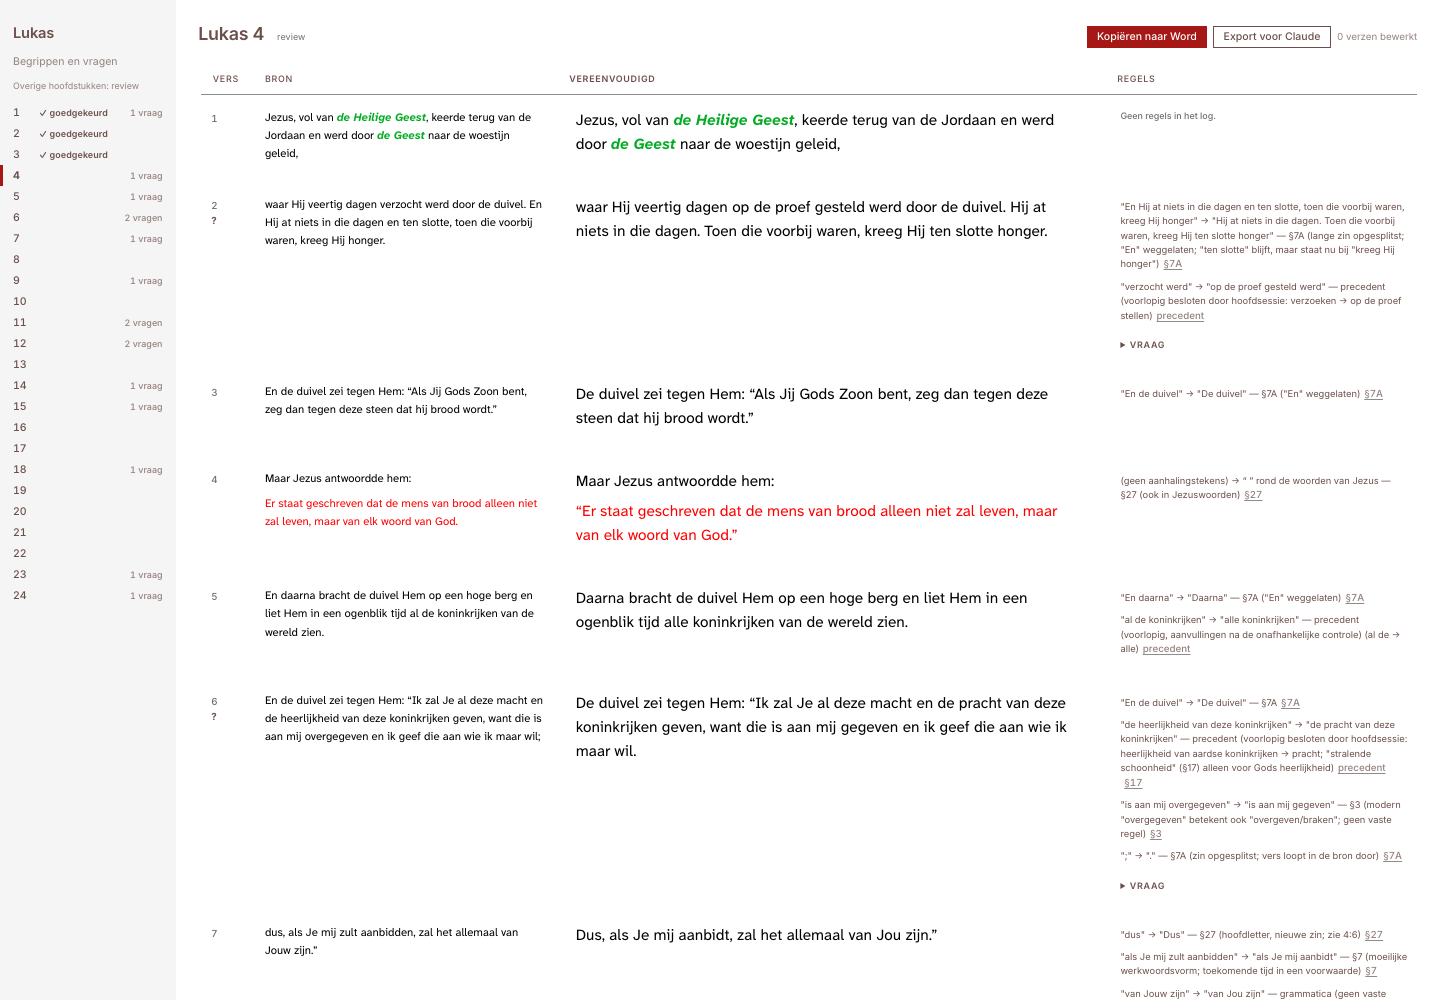 Lukas
Begrippen en vragen
Overige hoofdstukken: review
1 ✓ goedgekeurd 1 vraag
2 ✓ goedgekeurd
3 ✓ goedgekeurd
4 1 vraag
5 1 vraag
6 2 vragen
7 1 vraag
8
9 1 vraag
10
11 2 vragen
12 2 vragen
13
14 1 vraag
15 1 vraag
16
17
18 1 vraag
19
20
21
22
23 1 vraag
24 1 vraag
Lukas 4 review
Kopiëren naar Word Export voor Claude 0 verzen bewerkt
VERS BRON VEREENVOUDIGD REGELS
1
Jezus, vol van de Heilige Geest, keerde terug van de
Jordaan en werd door de Geest naar de woestijn
geleid,
Jezus, vol van de Heilige Geest, keerde terug van de Jordaan en werd
door de Geest naar de woestijn geleid,
Geen regels in het log.
2
?
waar Hij veertig dagen verzocht werd door de duivel. En
Hij at niets in die dagen en ten slotte, toen die voorbij
waren, kreeg Hij honger.
waar Hij veertig dagen op de proef gesteld werd door de duivel. Hij at
niets in die dagen. Toen die voorbij waren, kreeg Hij ten slotte honger.
"En Hij at niets in die dagen en ten slotte, toen die voorbij waren,
kreeg Hij honger" → "Hij at niets in die dagen. Toen die voorbij
waren, kreeg Hij ten slotte honger" — §7A (lange zin opgesplitst;
"En" weggelaten; "ten slotte" blijft, maar staat nu bij "kreeg Hij
honger") §7A
"verzocht werd" → "op de proef gesteld werd" — precedent
(voorlopig besloten door hoofdsessie: verzoeken → op de proef
stellen) precedent
▶ VRAAG
3
En de duivel zei tegen Hem: “Als Jij Gods Zoon bent,
zeg dan tegen deze steen dat hij brood wordt.”
De duivel zei tegen Hem: “Als Jij Gods Zoon bent, zeg dan tegen deze
steen dat hij brood wordt.”
"En de duivel" → "De duivel" — §7A ("En" weggelaten) §7A
4
Maar Jezus antwoordde hem:
Er staat geschreven dat de mens van brood alleen niet
zal leven, maar van elk woord van God.
Maar Jezus antwoordde hem:
“Er staat geschreven dat de mens van brood alleen niet zal leven, maar
van elk woord van God.”
(geen aanhalingstekens) → “ ” rond de woorden van Jezus —
§27 (ook in Jezuswoorden) §27
5
En daarna bracht de duivel Hem op een hoge berg en
liet Hem in een ogenblik tijd al de koninkrijken van de
wereld zien.
Daarna bracht de duivel Hem op een hoge berg en liet Hem in een
ogenblik tijd alle koninkrijken van de wereld zien.
"En daarna" → "Daarna" — §7A ("En" weggelaten) §7A
"al de koninkrijken" → "alle koninkrijken" — precedent
(voorlopig, aanvullingen na de onafhankelijke controle) (al de →
alle) precedent
6
?
En de duivel zei tegen Hem: “Ik zal Je al deze macht en
de heerlijkheid van deze koninkrijken geven, want die is
aan mij overgegeven en ik geef die aan wie ik maar wil;
De duivel zei tegen Hem: “Ik zal Je al deze macht en de pracht van deze
koninkrijken geven, want die is aan mij gegeven en ik geef die aan wie ik
maar wil.
"En de duivel" → "De duivel" — §7A §7A
"de heerlijkheid van deze koninkrijken" → "de pracht van deze
koninkrijken" — precedent (voorlopig besloten door hoofdsessie:
heerlijkheid van aardse koninkrijken → pracht; "stralende
schoonheid" (§17) alleen voor Gods heerlijkheid) precedent
§17
"is aan mij overgegeven" → "is aan mij gegeven" — §3 (modern
"overgegeven" betekent ook "overgeven/braken"; geen vaste
regel) §3
";" → "." — §7A (zin opgesplitst; vers loopt in de bron door) §7A
▶ VRAAG
7
dus, als Je mij zult aanbidden, zal het allemaal van
Jouw zijn.”
Dus, als Je mij aanbidt, zal het allemaal van Jou zijn.”
"dus" → "Dus" — §27 (hoofdletter, nieuwe zin; zie 4:6) §27
"als Je mij zult aanbidden" → "als Je mij aanbidt" — §7 (moeilijke
werkwoordsvorm; toekomende tijd in een voorwaarde) §7
"van Jouw zijn" → "van Jou zijn" — grammatica (geen vaste